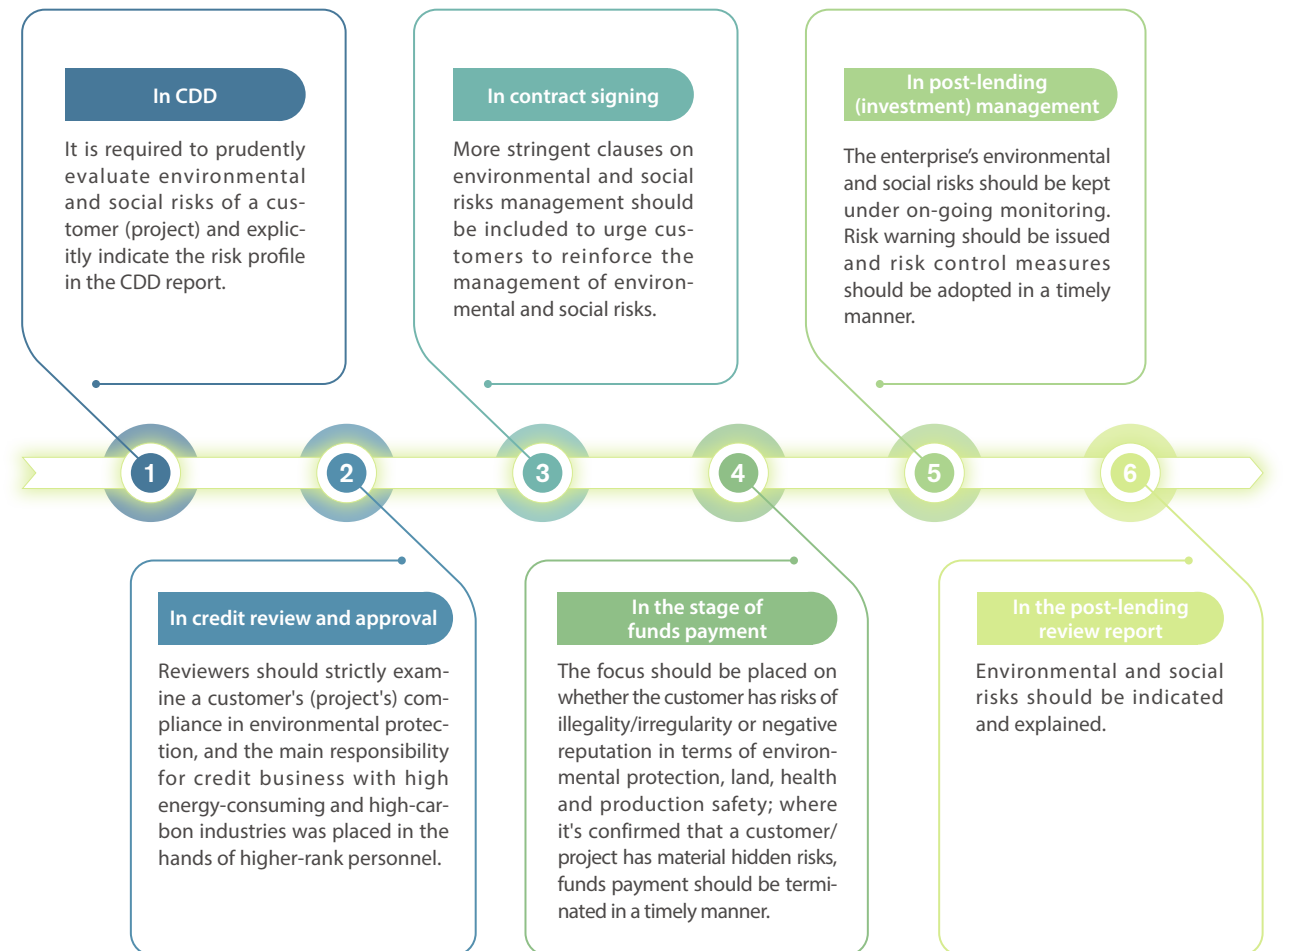 In CDD
It is required to prudently
evaluate environmental
and social risks of a cus-
tomer (project) and explic-
itly indicate the risk profile
in the CDD report.
In contract signing
More stringent clauses on
environmental and social
risks management should
be included to urge cus-
tomers to reinforce the
management of environ-
mental and social risks.
In post-lending
(investment) management
The enterprise’s environmental
and social risks should be kept
under on-going monitoring.
Risk warning should be issued
and risk control measures
should be adopted in a timely
manner.
1
2
3
4
5
6
In credit review and approval
Reviewers should strictly exam-
ine a customer's (project's) com-
pliance in environmental protec-
tion, and the main responsibility
for credit business with high
energy-consuming and high-car-
bon industries was placed in the
hands of higher-rank personnel.
In the stage of
funds payment
The focus should be placed on
whether the customer has risks of
illegality/irregularity or negative
reputation in terms of environ-
mental protection, land, health
and production safety; where
it's confirmed that a customer/
project has material hidden risks,
funds payment should be termi-
nated in a timely manner.
In the post-lending
review report
Environmental and social
risks should be indicated
and explained.